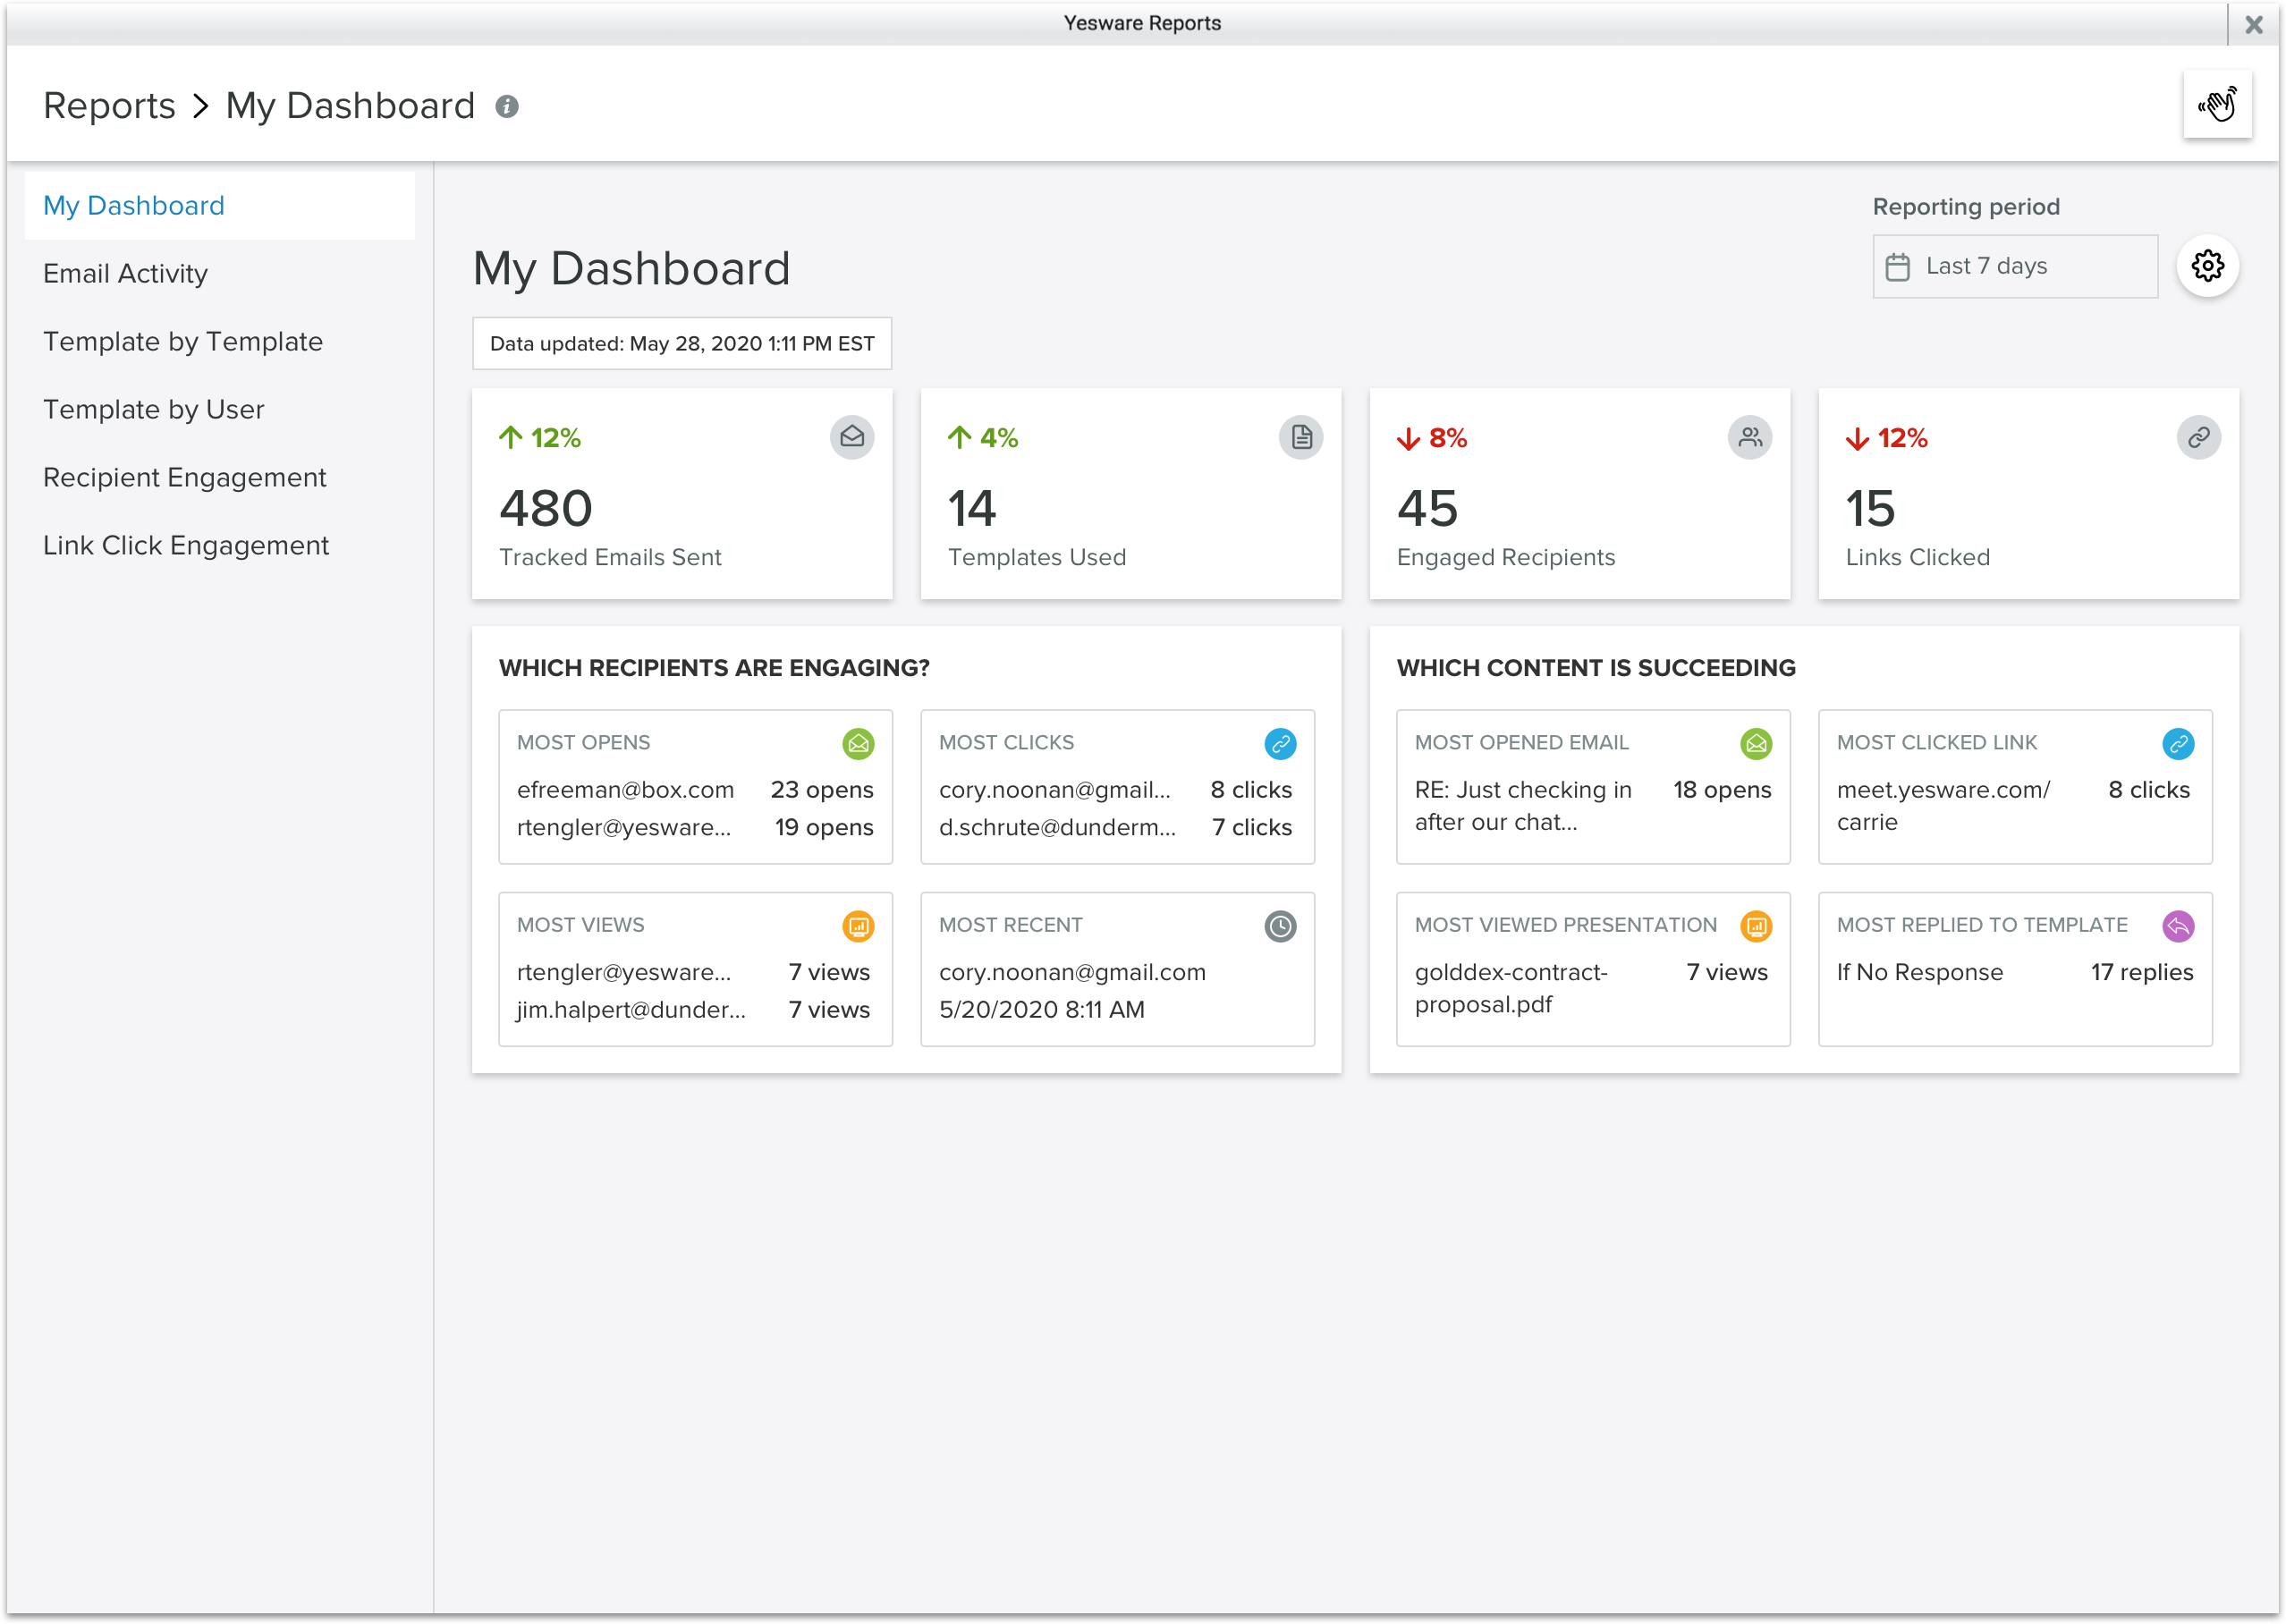 Yesware Reports
Reports > My Dashboard
My Dashboard
Email Activity
Template by Template
Template by User
Recipient Engagement
Link Click Engagement
Reporting period
Last 7 days
My Dashboard
Data updated: May 28, 2020 1:11 PM EST
12%
480
Tracked Emails Sent
4%
14
Templates Used
8%
45
Engaged Recipients
12%
15
Links Clicked
WHICH RECIPIENTS ARE ENGAGING?
MOST OPENS
efreeman@box.com 23 opens
rtengler@yesware... 19 opens
MOST CLICKS
cory.noonan@gmail... 8 clicks
d.schrute@dunderm... 7 clicks
MOST VIEWS
rtengler@yesware... 7 views
jim.halpert@dunder... 7 views
MOST RECENT
cory.noonan@gmail.com
5/20/2020 8:11 AM
WHICH CONTENT IS SUCCEEDING
MOST OPENED EMAIL
RE: Just checking in 18 opens
after our chat...
MOST CLICKED LINK
meet.yesware.com/ 8 clicks
carrie
MOST VIEWED PRESENTATION
golddex-contract- 7 views
proposal.pdf
MOST REPLIED TO TEMPLATE
If No Response 17 replies